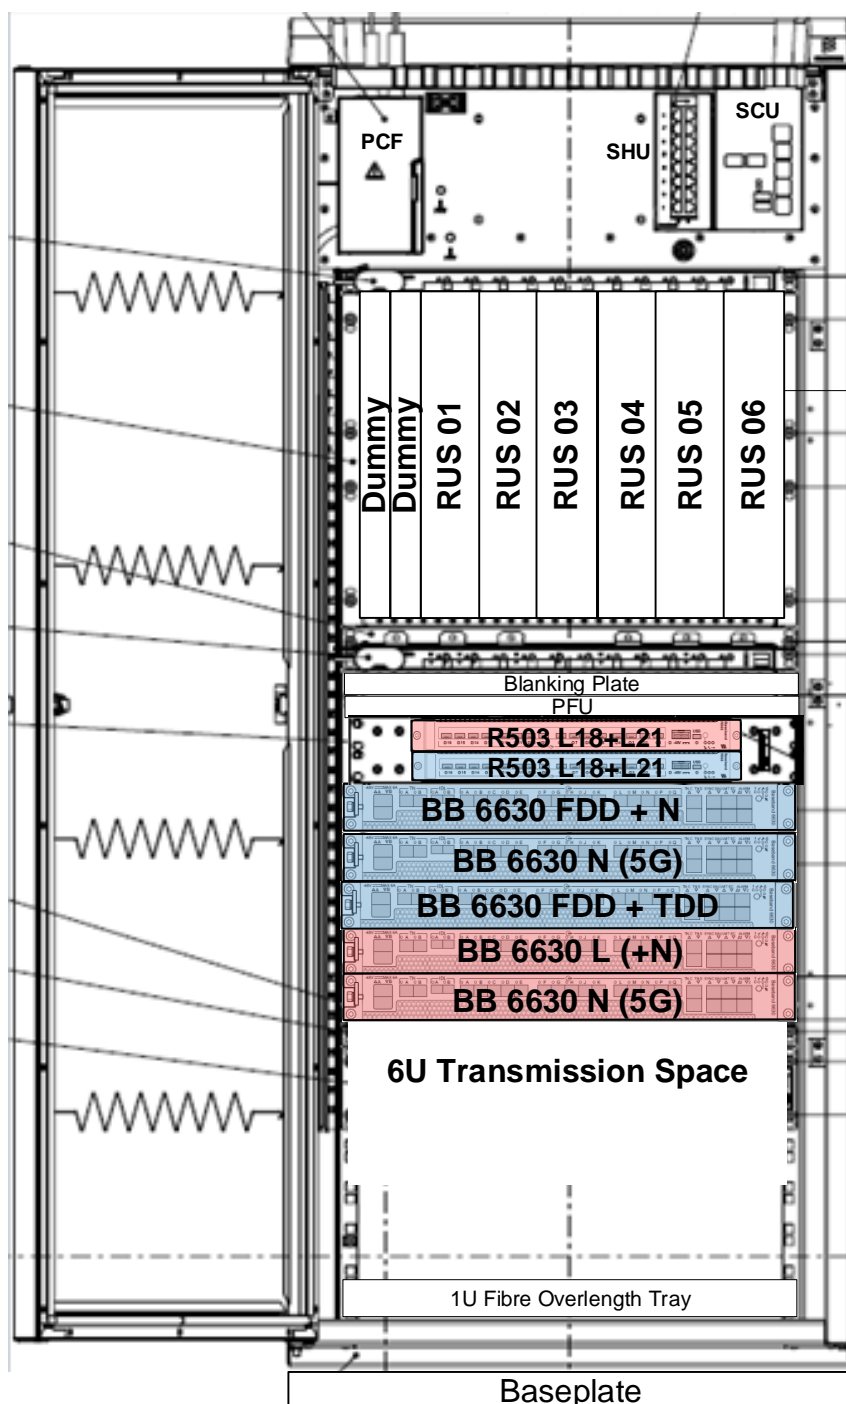 PCF
SHU
SCU
Dummy
Dummy
RUS 01
RUS 02
RUS 03
RUS 04
RUS 05
RUS 06
Blanking Plate
PFU
R503 L18+L21
R503 L18+L21
BB 6630 FDD + N
BB 6630 N (5G)
BB 6630 FDD + TDD
BB 6630 L (+N)
BB 6630 N (5G)
6U Transmission Space
1U Fibre Overlength Tray
Baseplate